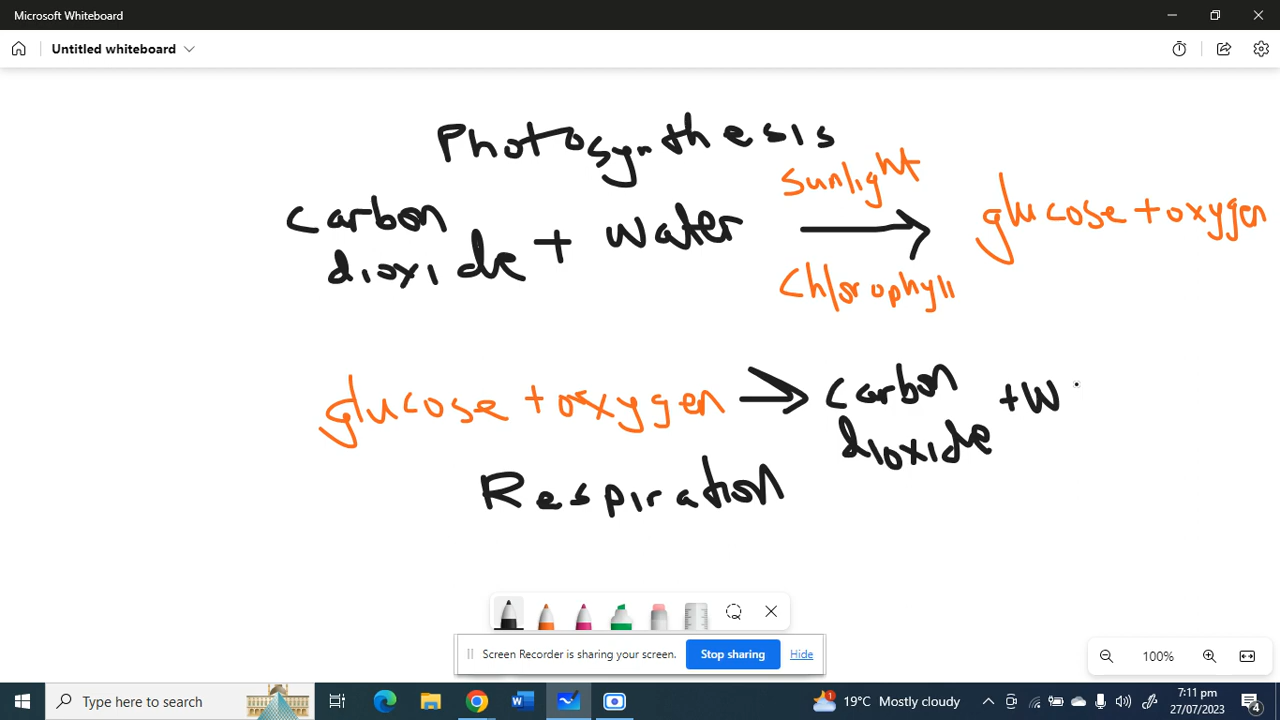 Microsoft Whiteboard
Untitled whiteboard
Photosynthesis
Carbon dioxide + water
Sunlight
Chlorophyll
glucose + oxygen
glucose + oxygen
carbon dioxide + W
Respiration
Screen Recorder is sharing your screen.
Stop sharing
Hide
100%
Type here to search
1
19°C Mostly cloudy
7:11 pm
27/07/2023
4